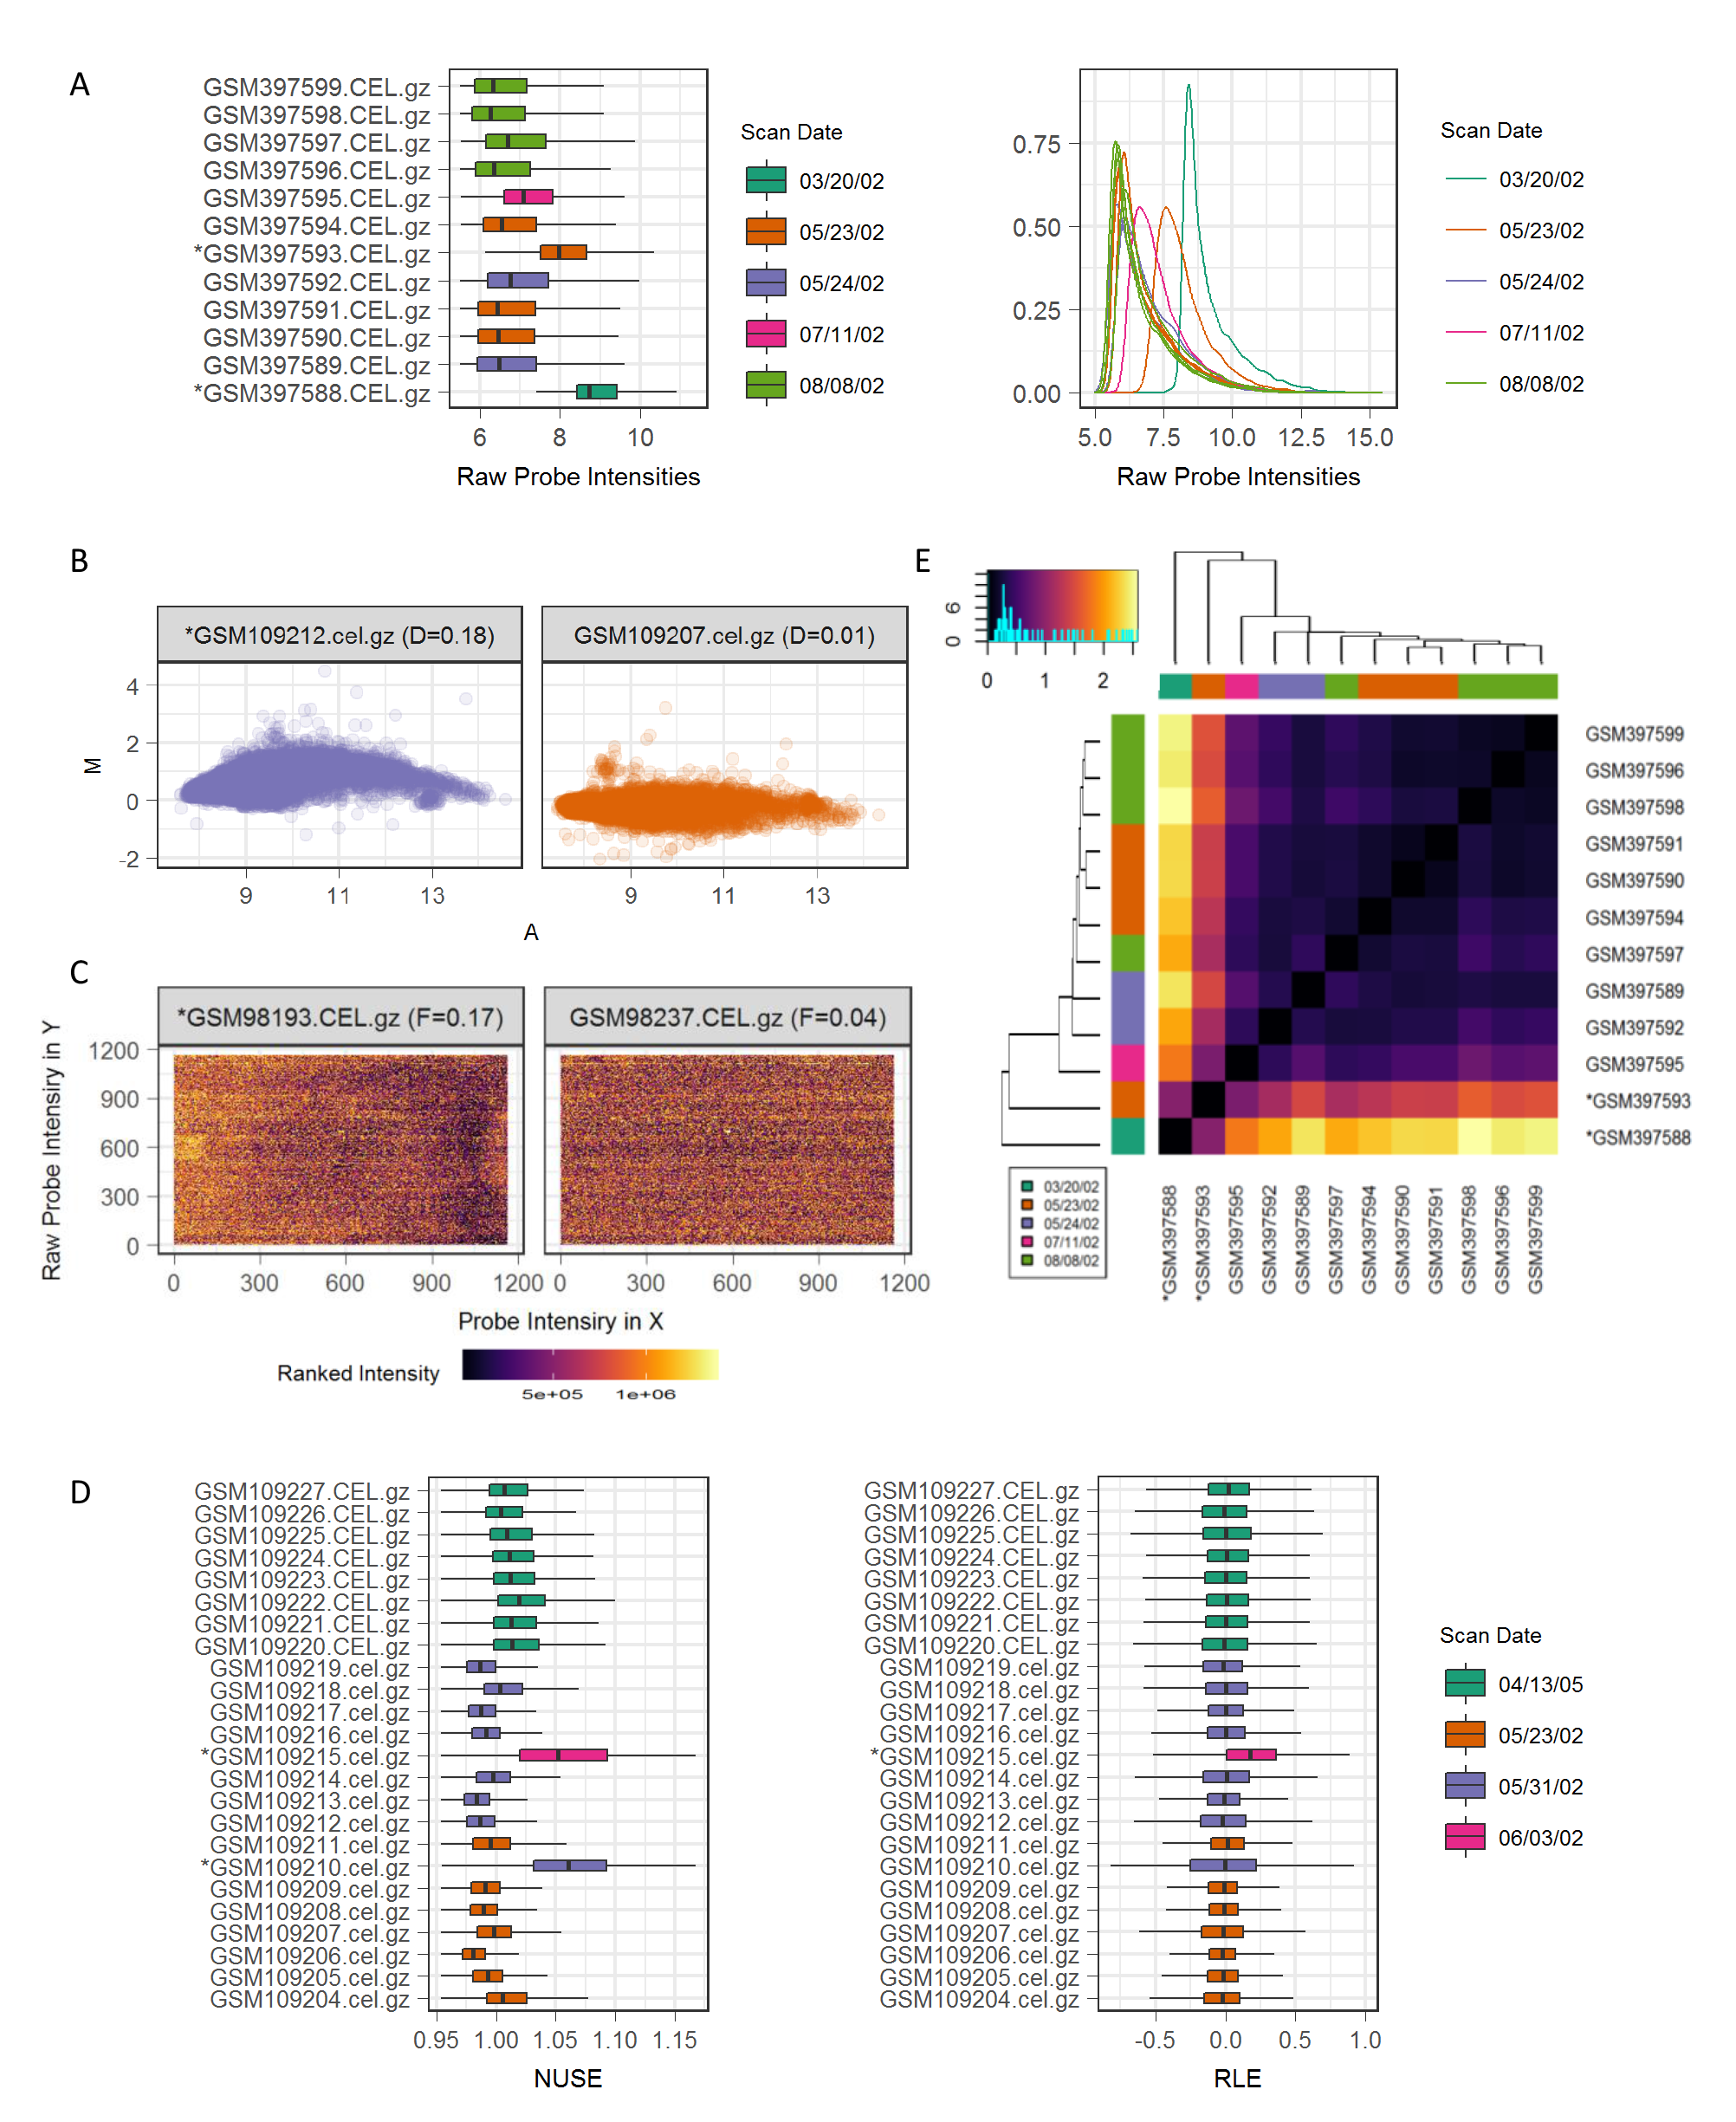 A
GSM397599.CEL.gz
GSM397598.CEL.gz
GSM397597.CEL.gz
GSM397596.CEL.gz
GSM397595.CEL.gz
GSM397594.CEL.gz
*GSM397593.CEL.gz
GSM397592.CEL.gz
GSM397591.CEL.gz
GSM397590.CEL.gz
GSM397589.CEL.gz
*GSM397588.CEL.gz
6 8 10
Raw Probe Intensities
Scan Date
03/20/02
05/23/02
05/24/02
07/11/02
08/08/02
0.75
0.50
0.25
0.00
5.0 7.5 10.0 12.5 15.0
Raw Probe Intensities
Scan Date
03/20/02
05/23/02
05/24/02
07/11/02
08/08/02
B
*GSM109212.cel.gz (D=0.18) GSM109207.cel.gz (D=0.01)
M
4
2
0
-2
9 11 13 9 11 13
A
C
*GSM98193.CEL.gz (F=0.17) GSM98237.CEL.gz (F=0.04)
Raw Probe Intensiry in Y
1200
900
600
300
0
0 300 600 900 1200 0 300 600 900 1200
Probe Intensiry in X
Ranked Intensity
5e+05 1e+06
E
0 6
0 1 2
GSM397599
GSM397596
GSM397598
GSM397591
GSM397590
GSM397594
GSM397597
GSM397589
GSM397592
GSM397595
*GSM397593
*GSM397588
03/20/02
05/23/02
05/24/02
07/11/02
08/08/02
*GSM397588
*GSM397593
GSM397595
GSM397592
GSM397589
GSM397597
GSM397594
GSM397590
GSM397591
GSM397598
GSM397596
GSM397599
D
GSM109227.CEL.gz
GSM109226.CEL.gz
GSM109225.CEL.gz
GSM109224.CEL.gz
GSM109223.CEL.gz
GSM109222.CEL.gz
GSM109221.CEL.gz
GSM109220.CEL.gz
GSM109219.cel.gz
GSM109218.cel.gz
GSM109217.cel.gz
GSM109216.cel.gz
*GSM109215.cel.gz
GSM109214.cel.gz
GSM109213.cel.gz
GSM109212.cel.gz
GSM109211.cel.gz
*GSM109210.cel.gz
GSM109209.cel.gz
GSM109208.cel.gz
GSM109207.cel.gz
GSM109206.cel.gz
GSM109205.cel.gz
GSM109204.cel.gz
0.95 1.00 1.05 1.10 1.15
NUSE
GSM109227.CEL.gz
GSM109226.CEL.gz
GSM109225.CEL.gz
GSM109224.CEL.gz
GSM109223.CEL.gz
GSM109222.CEL.gz
GSM109221.CEL.gz
GSM109220.CEL.gz
GSM109219.cel.gz
GSM109218.cel.gz
GSM109217.cel.gz
GSM109216.cel.gz
*GSM109215.cel.gz
GSM109214.cel.gz
GSM109213.cel.gz
GSM109212.cel.gz
GSM109211.cel.gz
GSM109210.cel.gz
GSM109209.cel.gz
GSM109208.cel.gz
GSM109207.cel.gz
GSM109206.cel.gz
GSM109205.cel.gz
GSM109204.cel.gz
-0.5 0.0 0.5 1.0
RLE
Scan Date
04/13/05
05/23/02
05/31/02
06/03/02